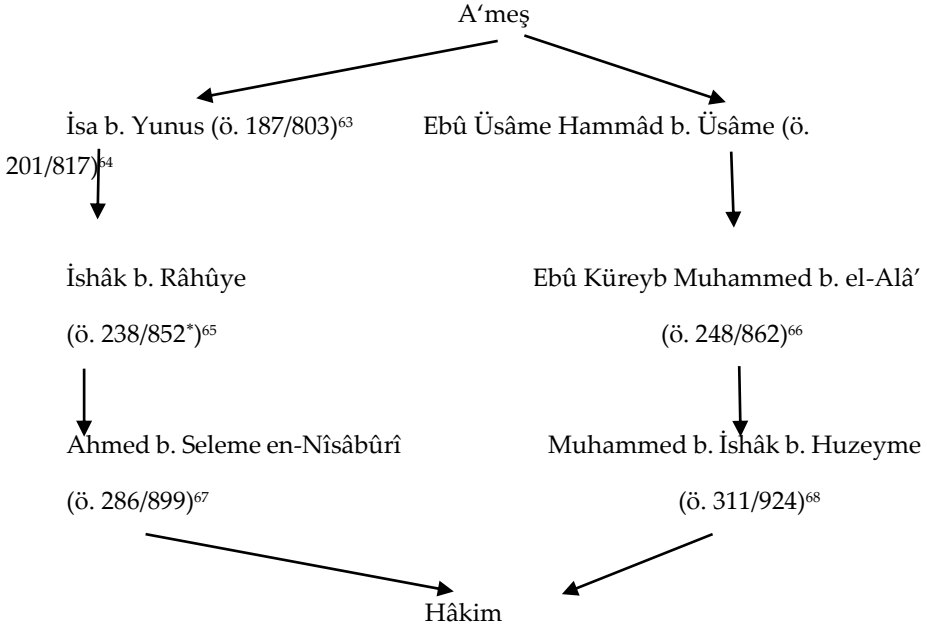 A‘meş
İsa b. Yunus (ö. 187/803)⁶³ Ebû Üsâme Hammâd b. Üsâme (ö.
201/817)⁶⁴
İshâk b. Râhûye Ebû Küreyb Muhammed b. el-Alâ’
(ö. 238/852*)⁶⁵ (ö. 248/862)⁶⁶
Ahmed b. Seleme en-Nîsâbûrî Muhammed b. İshâk b. Huzeyme
(ö. 286/899)⁶⁷ (ö. 311/924)⁶⁸
Hâkim